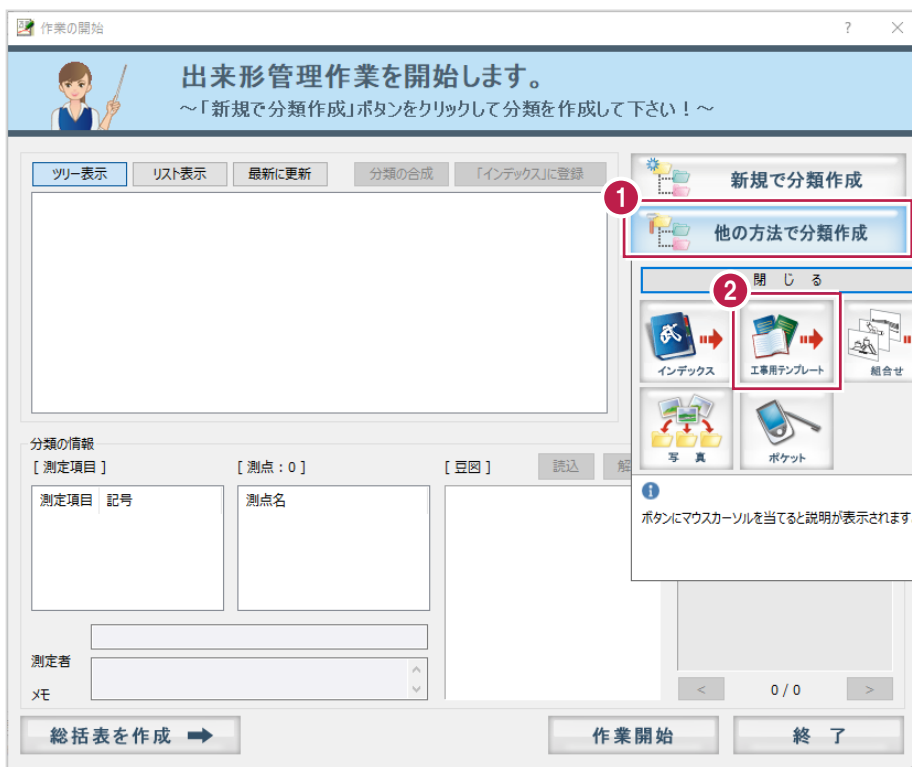 作業の開始
出来形管理作業を開始します。
～「新規で分類作成」ボタンをクリックして分類を作成して下さい！～
ツリー表示 リスト表示 最新に更新 分類の合成 「インデックス」に登録
新規で分類作成
1
他の方法で分類作成
閉じる
2
武
インデックス 工事用テンプレート 組合せ
写真 ポケット
ボタンにマウスカーソルを当てると説明が表示されます
分類の情報
[ 測定項目 ] [ 測点：0 ] [ 豆図 ] 読込 解
測定項目 記号 測点名
測定者
メモ
< 0 / 0 >
総括表を作成 作業開始 終了